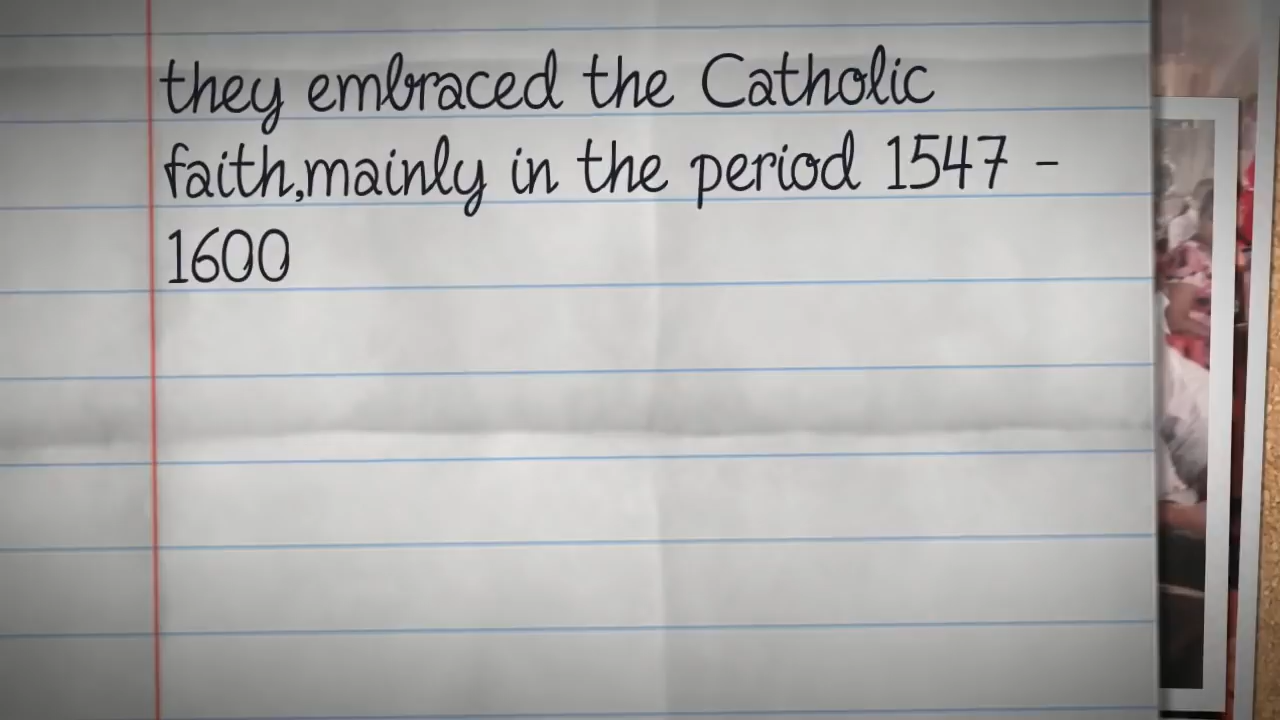 they embraced the Catholic
faith,mainly in the period 1547 -
1600